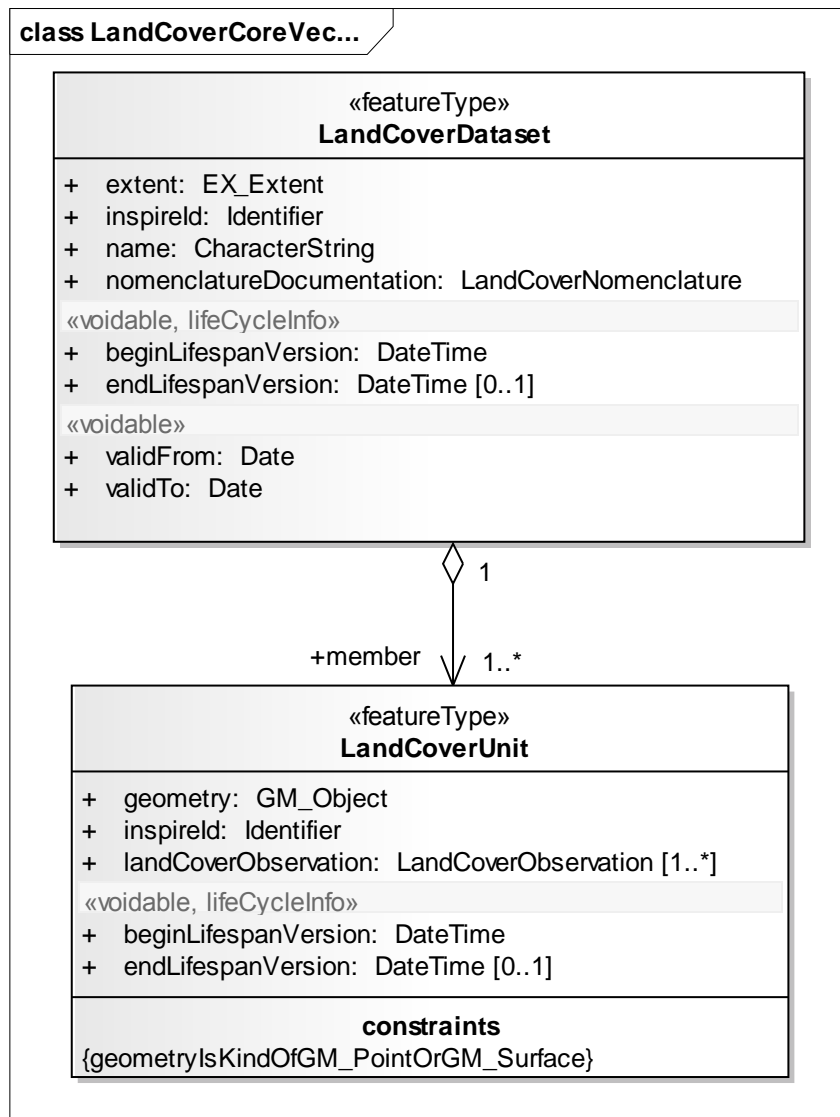 class LandCoverCoreVec...
«featureType»
LandCoverDataset
+ extent: EX_Extent
+ inspireId: Identifier
+ name: CharacterString
+ nomenclatureDocumentation: LandCoverNomenclature
«voidable, lifeCycleInfo»
+ beginLifespanVersion: DateTime
+ endLifespanVersion: DateTime [0..1]
«voidable»
+ validFrom: Date
+ validTo: Date
1
+member 1..*
«featureType»
LandCoverUnit
+ geometry: GM_Object
+ inspireId: Identifier
+ landCoverObservation: LandCoverObservation [1..*]
«voidable, lifeCycleInfo»
+ beginLifespanVersion: DateTime
+ endLifespanVersion: DateTime [0..1]
constraints
{geometryIsKindOfGM_PointOrGM_Surface}